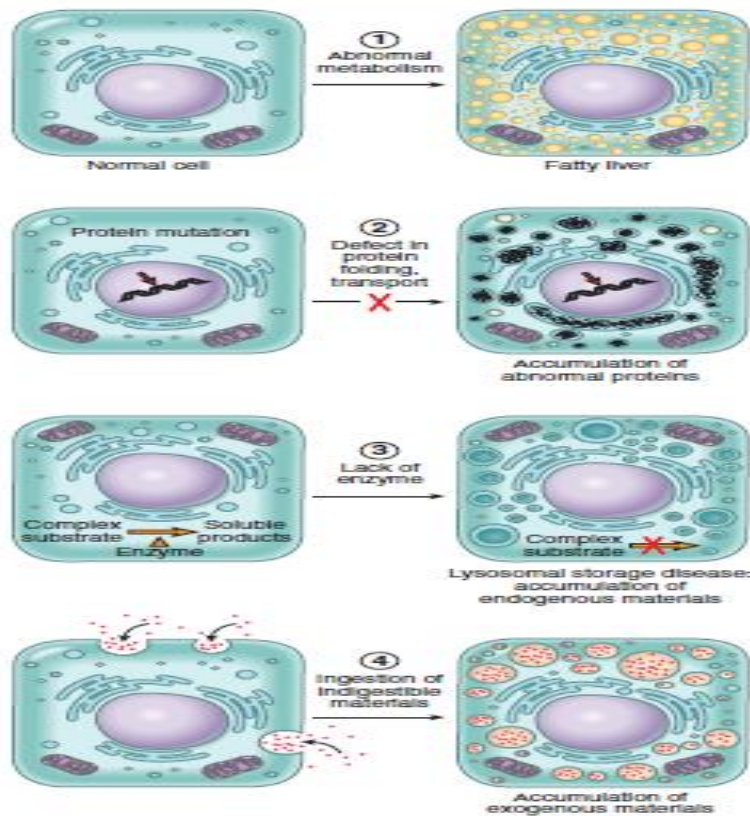 1
Abnormal
metabolism
Normal cell
Fatty liver
Protein mutation
2
Defect in
protein
folding,
transport
Accumulation of
abnormal proteins
3
Lack of
enzyme
Complex
substrate
Soluble
products
Enzyme
Complex
substrate
Lysosomal storage disease:
accumulation of
endogenous materials
4
Ingestion of
indigestible
materials
Accumulation of
exogenous materials